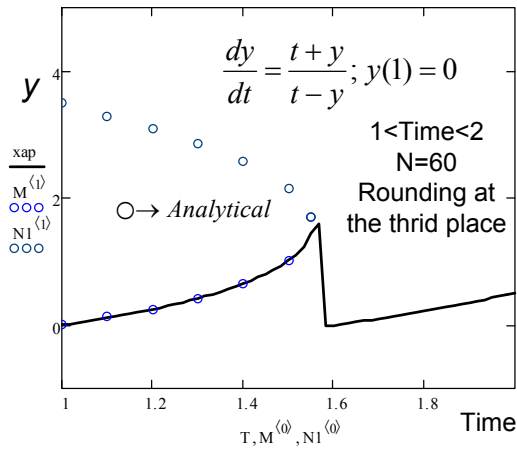 dy/dt = t + y / t − y ; y(1) = 0
4
y
1<Time<2
N=60
Rounding at
the thrid place
xap
M⟨1⟩
N1⟨1⟩
2
→ Analytical
0
1 1.2 1.4 1.6 1.8
T, M⟨0⟩, N1⟨0⟩
Time